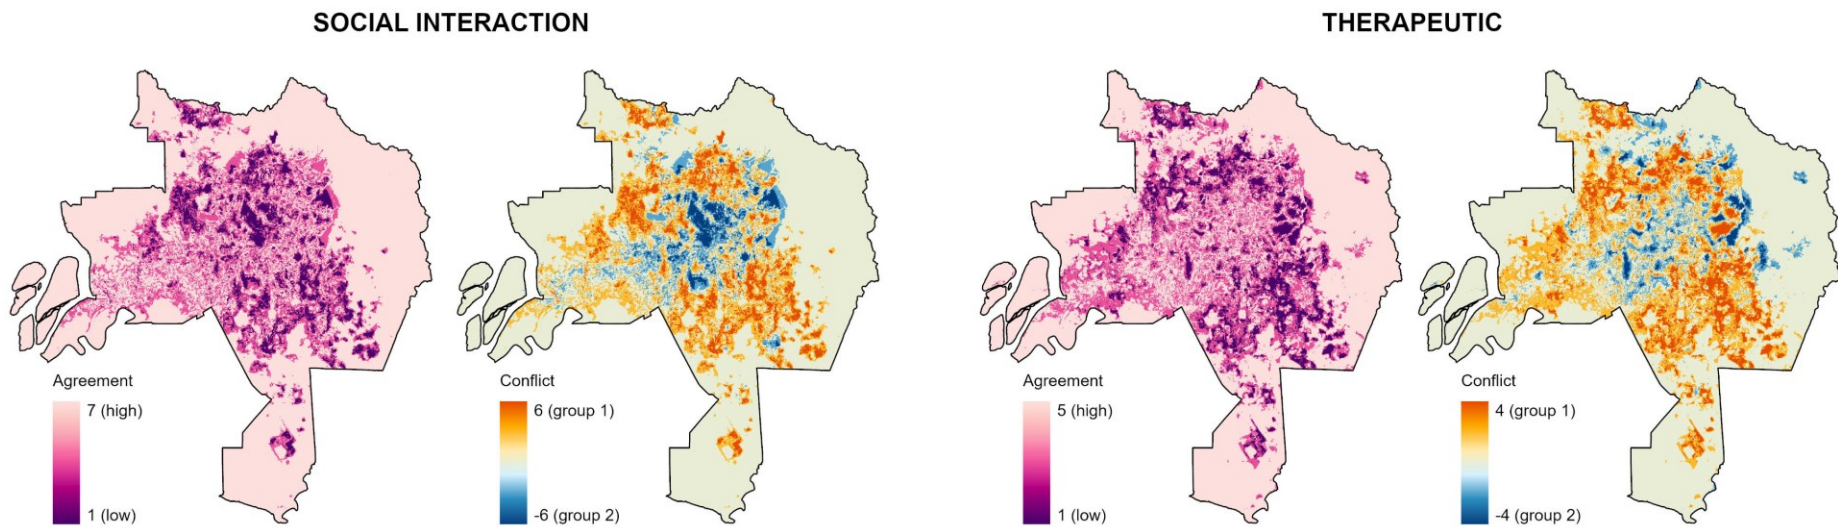 SOCIAL INTERACTION
Agreement
7 (high)
1 (low)
Conflict
6 (group 1)
-6 (group 2)
THERAPEUTIC
Agreement
5 (high)
1 (low)
Conflict
4 (group 1)
-4 (group 2)